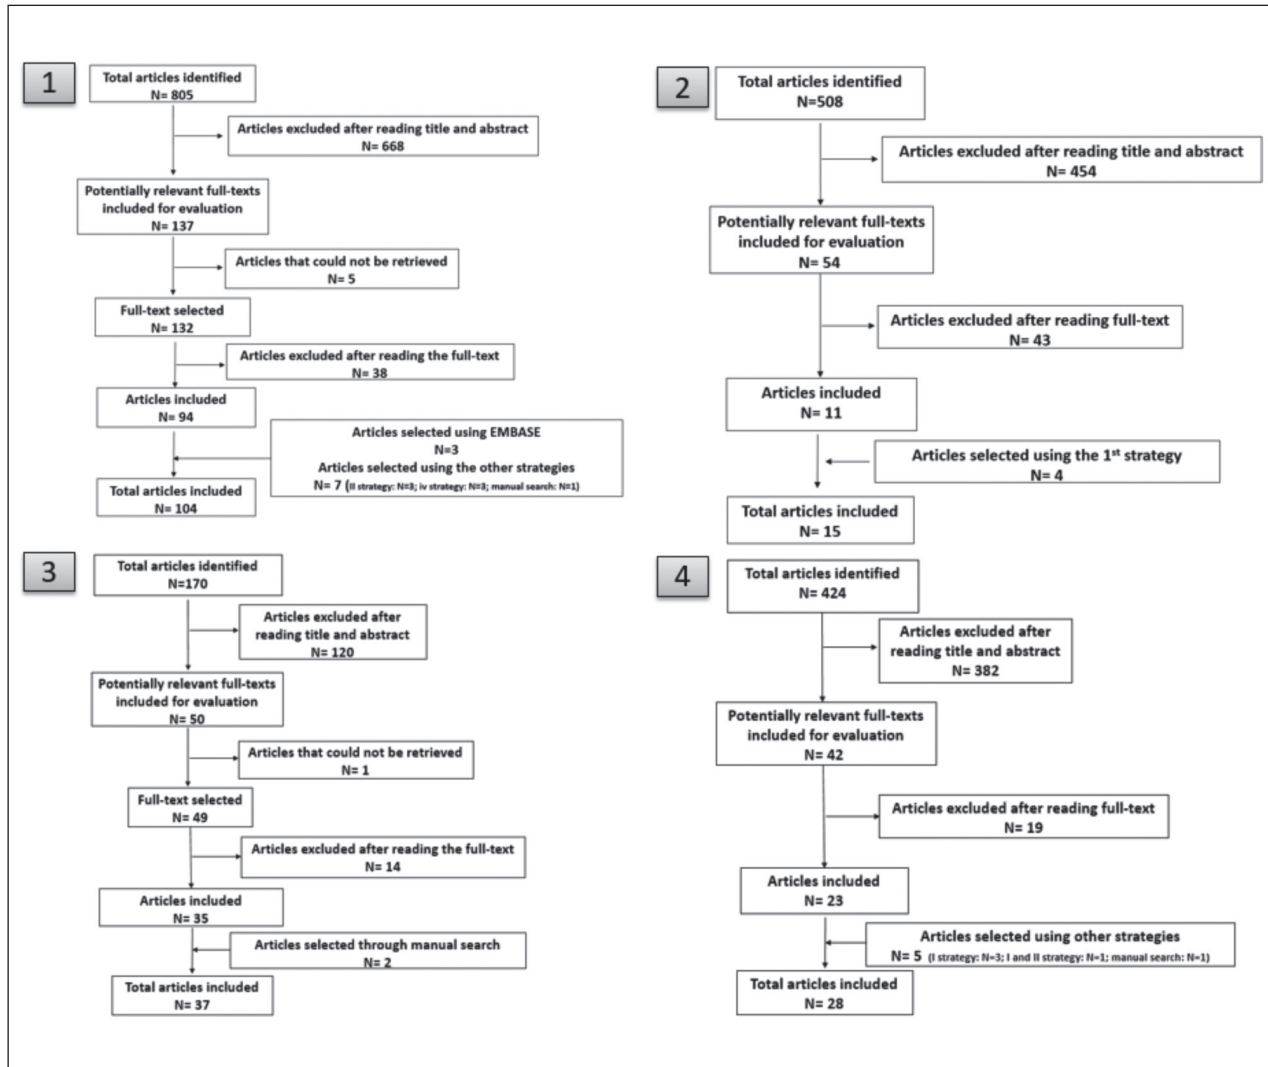 1
Total articles identified
N= 805
Articles excluded after reading title and abstract
N= 668
Potentially relevant full-texts
included for evaluation
N= 137
Articles that could not be retrieved
N= 5
Full-text selected
N= 132
Articles excluded after reading the full-text
N= 38
Articles included
N= 94
Articles selected using EMBASE
N=3
Articles selected using the other strategies
N= 7 (II strategy: N=3; iv strategy: N=3; manual search: N=1)
Total articles included
N= 104
2
Total articles identified
N=508
Articles excluded after reading title and abstract
N= 454
Potentially relevant full-texts
included for evaluation
N= 54
Articles excluded after reading full-text
N= 43
Articles included
N= 11
Articles selected using the 1st strategy
N= 4
Total articles included
N= 15
3
Total articles identified
N=170
Articles excluded after
reading title and abstract
N= 120
Potentially relevant full-texts
included for evaluation
N= 50
Articles that could not be retrieved
N= 1
Full-text selected
N= 49
Articles excluded after reading the full-text
N= 14
Articles included
N= 35
Articles selected through manual search
N= 2
Total articles included
N= 37
4
Total articles identified
N= 424
Articles excluded after
reading title and abstract
N= 382
Potentially relevant full-texts
included for evaluation
N= 42
Articles excluded after reading full-text
N= 19
Articles included
N= 23
Articles selected using other strategies
N= 5 (I strategy: N=3; I and II strategy: N=1; manual search: N=1)
Total articles included
N= 28